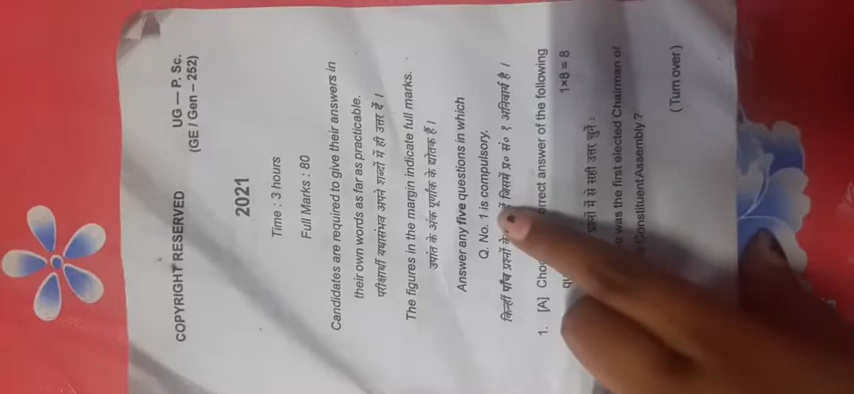 COPYRIGHT RESERVED UG — P. Sc.
(GE / Gen – 252)
2021
Time : 3 hours
Full Marks : 80
Candidates are required to give their answers in
their own words as far as practicable.
परीक्षार्थी यथासंभव अपने शब्दों में ही उत्तर दें ।
The figures in the margin indicate full marks.
उपांत के अंक पूर्णांक के द्योतक हैं ।
Answer any five questions in which
Q. No. 1 is compulsory.
किन्हीं पाँच प्रश्नों के जिसमें प्र० सं० १ अनिवार्य है ।
1. [A] answer of the following
1×8 = 8
प्रश्नों में से सही उत्तर चुनें :
was the first elected Chairman of
Constituent Assembly ?
(Turn over)